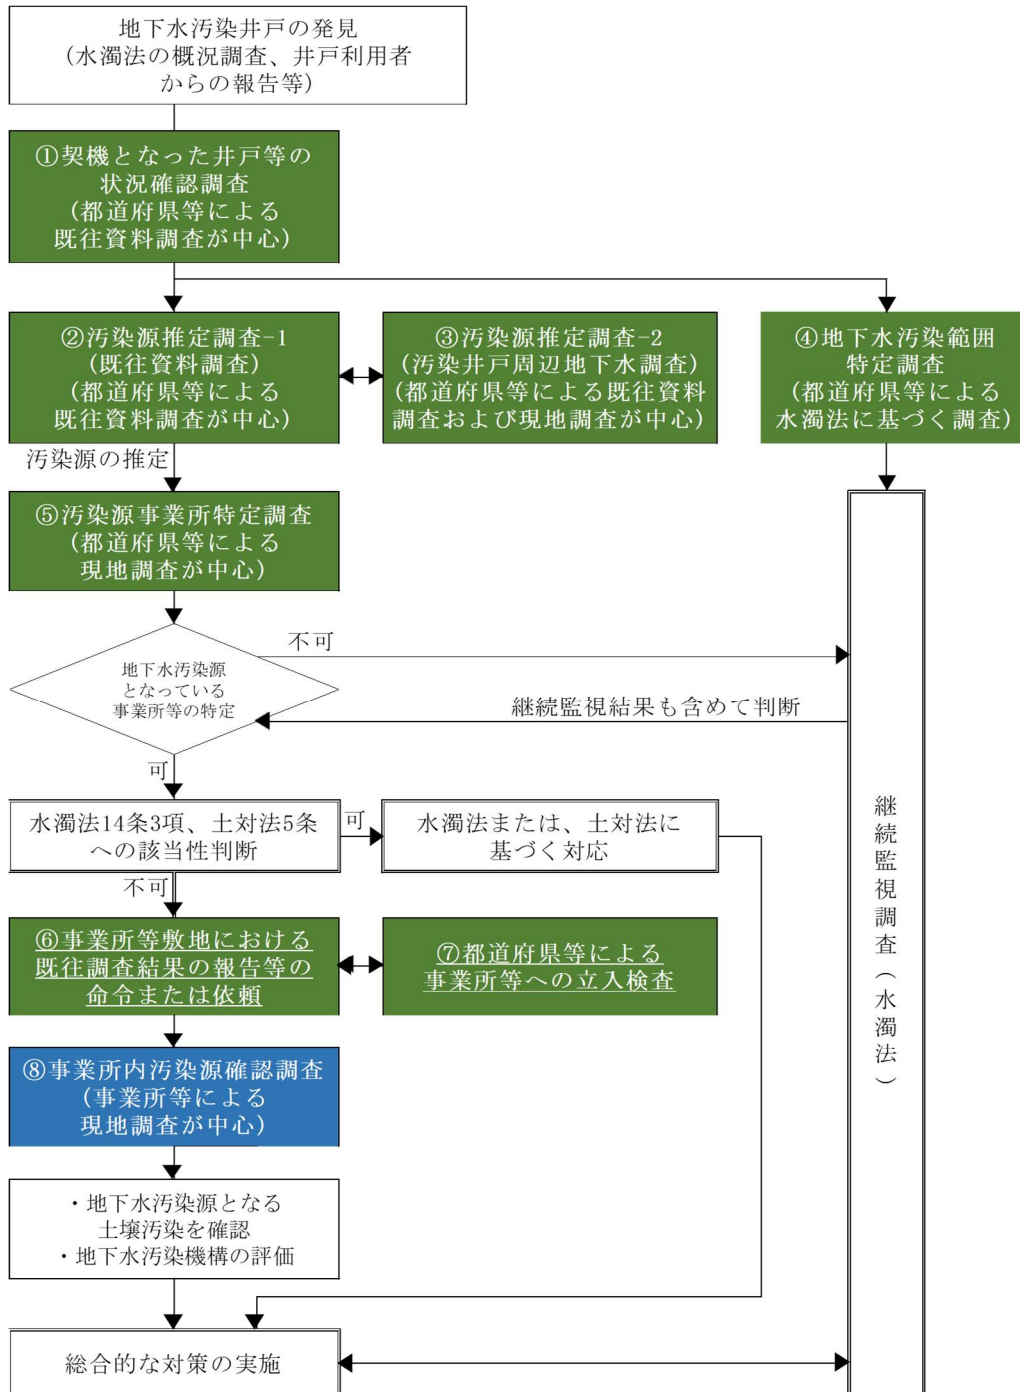 地下水汚染井戸の発見
(水濁法の概況調査、井戸利用者
からの報告等)
①契機となった井戸等の
状況確認調査
(都道府県等による
既往資料調査が中心)
②汚染源推定調査-1
(既往資料調査)
(都道府県等による
既往資料調査が中心)
③汚染源推定調査-2
(汚染井戸周辺地下水調査)
(都道府県等による既往資料
調査および現地調査が中心)
④地下水汚染範囲
特定調査
(都道府県等による
水濁法に基づく調査)
汚染源の推定
⑤汚染源事業所特定調査
(都道府県等による
現地調査が中心)
不可
地下水汚染源
となっている
事業所等の特定
継続監視結果も含めて判断
可
水濁法14条3項、土対法5条
への該当性判断
可
水濁法または、土対法に
基づく対応
継続監視調査(水濁法)
不可
⑥事業所等敷地における
既往調査結果の報告等の
命令または依頼
⑦都道府県等による
事業所等への立入検査
⑧事業所内汚染源確認調査
(事業所等による
現地調査が中心)
・地下水汚染源となる
土壌汚染を確認
・地下水汚染機構の評価
総合的な対策の実施